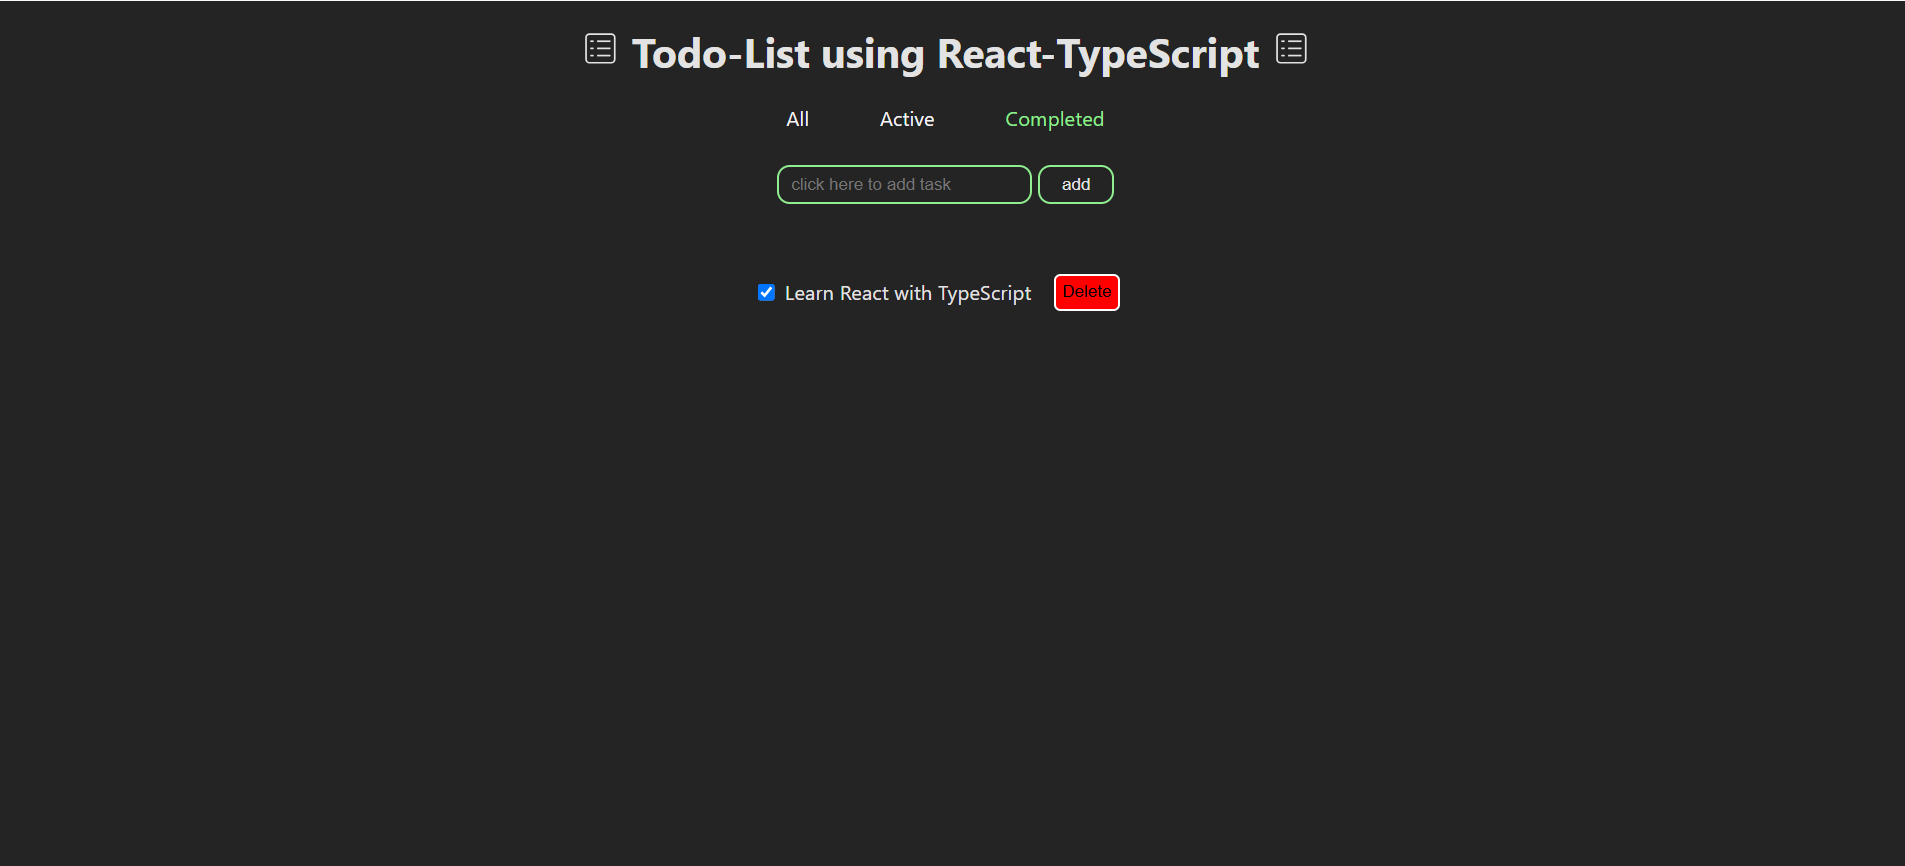 Todo-List using React-TypeScript
All Active Completed
click here to add task add
Learn React with TypeScript Delete